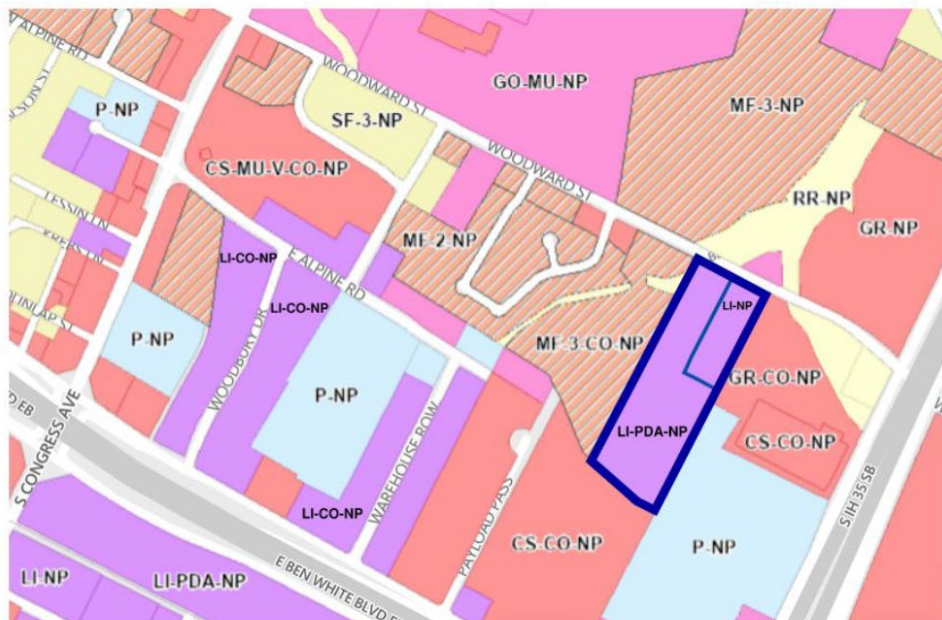 ALPINE RD
WOODWARD ST
GO-MU-NP
MF-3-NP
P-NP
SF-3-NP
WOODWARD ST
CS-MU-V-CO-NP
RR-NP
GR-NP
LESSIN LN
KREBS LN
MF-2-NP
LI-CO-NP
E ALPINE RD
LI-CO-NP
LI-NP
DUNLAP ST
P-NP
WOODBURY DR
MF-3-CO-NP
GR-CO-NP
P-NP
WAREHOUSE ROW
LI-PDA-NP
CS-CO-NP
S CONGRESS AVE
LI-CO-NP
PAYLOAD PASS
S IH 35 SB
CS-CO-NP
P-NP
LI-NP
LI-PDA-NP
E BEN WHITE BLVD